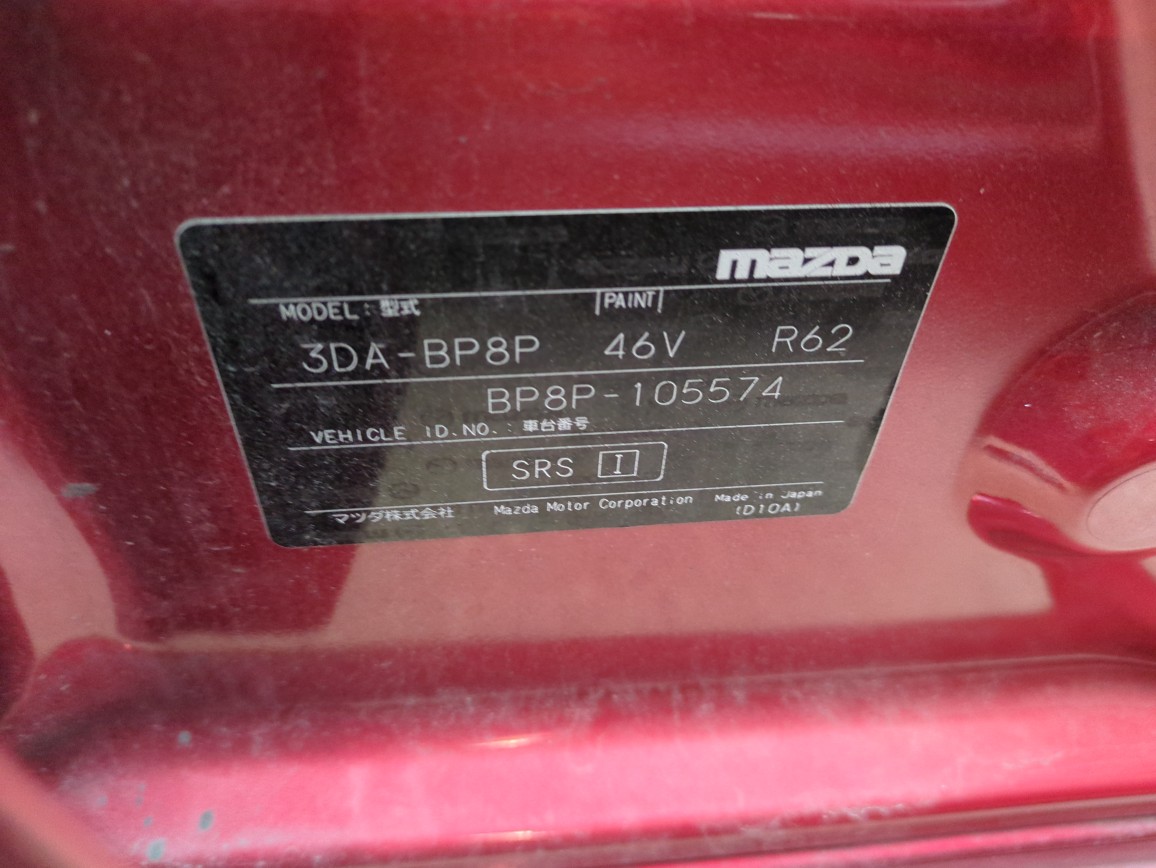 mazda
MODEL : 型式 PAINT
3DA-BP8P 46V R62
BP8P-105574
VEHICLE ID.NO. : 車台番号
SRS I
マツダ株式会社 Mazda Motor Corporation Made in Japan
(D10A)